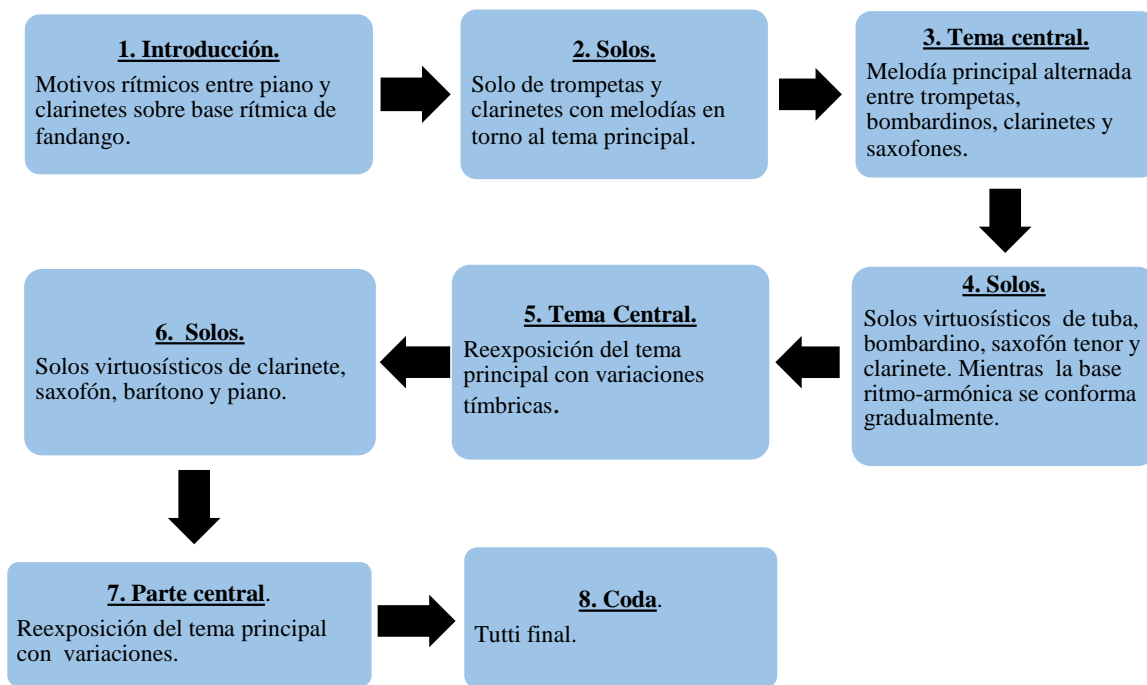 1. Introducción.
Motivos rítmicos entre piano y
clarinetes sobre base rítmica de
fandango.
2. Solos.
Solo de trompetas y
clarinetes con melodías en
torno al tema principal.
3. Tema central.
Melodía principal alternada
entre trompetas,
bombardinos, clarinetes y
saxofones.
4. Solos.
Solos virtuosísticos de tuba,
bombardino, saxofón tenor y
clarinete. Mientras la base
ritmo-armónica se conforma
gradualmente.
5. Tema Central.
Reexposición del tema
principal con variaciones
tímbricas.
6. Solos.
Solos virtuosísticos de clarinete,
saxofón, barítono y piano.
7. Parte central.
Reexposición del tema principal
con variaciones.
8. Coda.
Tutti final.